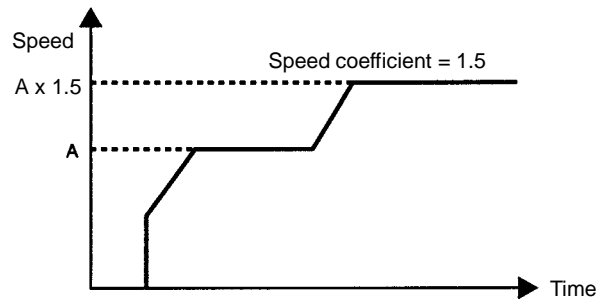 Speed
Speed coefficient = 1.5
A x 1.5
A
Time